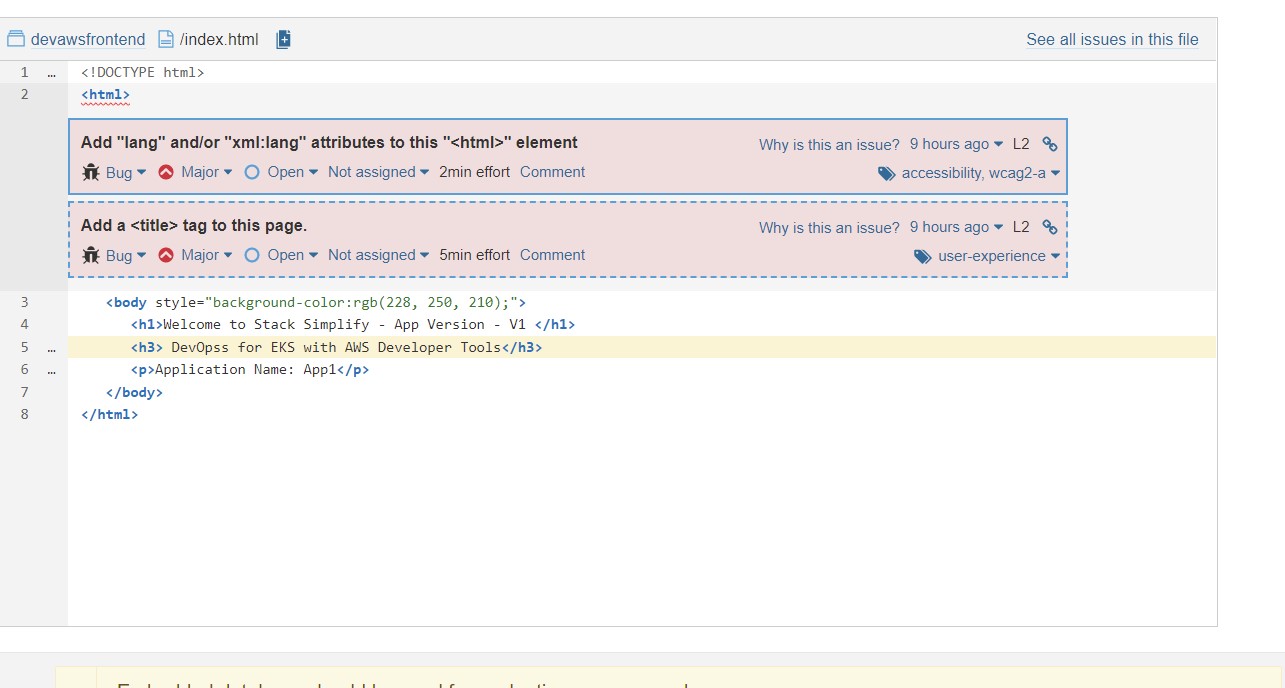 devawsfrontend /index.html See all issues in this file
1 … <!DOCTYPE html>
2 <html>
Add "lang" and/or "xml:lang" attributes to this "<html>" element Why is this an issue? 9 hours ago L2
Bug Major Open Not assigned 2min effort Comment accessibility, wcag2-a
Add a <title> tag to this page. Why is this an issue? 9 hours ago L2
Bug Major Open Not assigned 5min effort Comment user-experience
3 <body style="background-color:rgb(228, 250, 210);">
4 <h1>Welcome to Stack Simplify - App Version - V1 </h1>
5 … <h3> DevOpss for EKS with AWS Developer Tools</h3>
6 … <p>Application Name: App1</p>
7 </body>
8 </html>